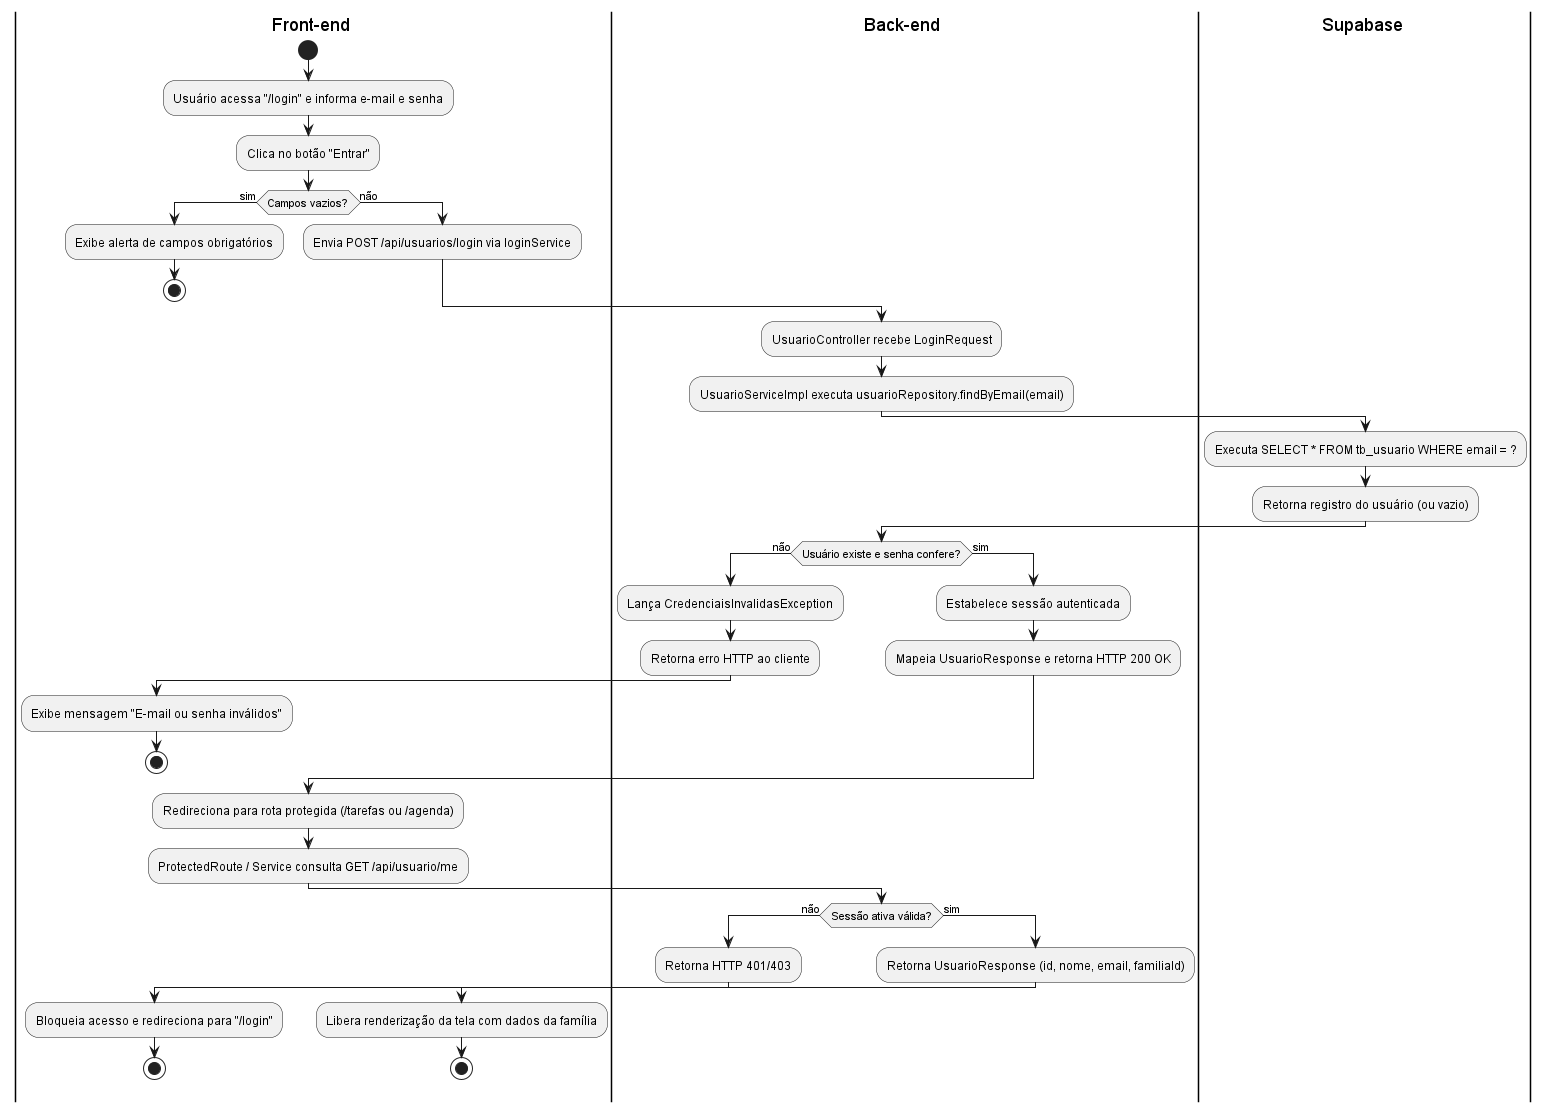 Front-end
Back-end
Supabase
Usuário acessa "/login" e informa e-mail e senha
Clica no botão "Entrar"
sim
Campos vazios?
não
Exibe alerta de campos obrigatórios
Envia POST /api/usuarios/login via loginService
UsuarioController recebe LoginRequest
UsuarioServiceImpl executa usuarioRepository.findByEmail(email)
Executa SELECT * FROM tb_usuario WHERE email = ?
Retorna registro do usuário (ou vazio)
não
Usuário existe e senha confere?
sim
Lança CredenciaisInvalidasException
Estabelece sessão autenticada
Retorna erro HTTP ao cliente
Mapeia UsuarioResponse e retorna HTTP 200 OK
Exibe mensagem "E-mail ou senha inválidos"
Redireciona para rota protegida (/tarefas ou /agenda)
ProtectedRoute / Service consulta GET /api/usuario/me
não
Sessão ativa válida?
sim
Retorna HTTP 401/403
Retorna UsuarioResponse (id, nome, email, familiaId)
Bloqueia acesso e redireciona para "/login"
Libera renderização da tela com dados da família